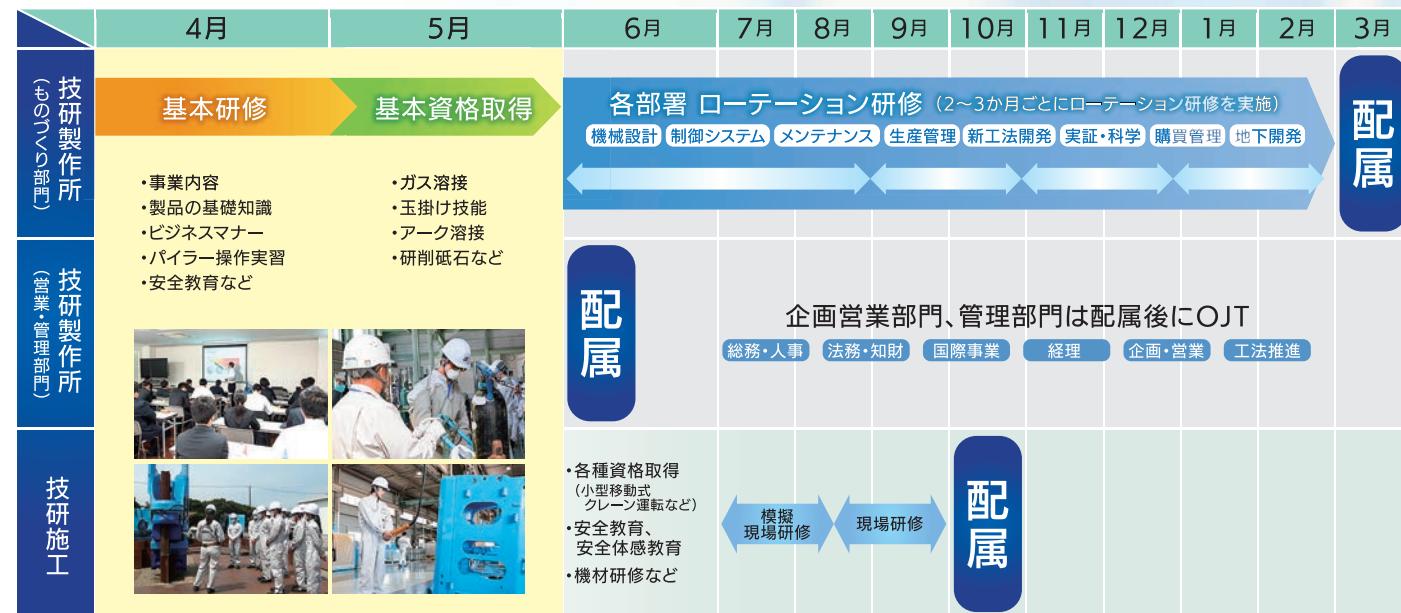 4月
5月
6月
7月
8月
9月
10月
11月
12月
1月
2月
3月
技研製作所
（ものづくり部門）
基本研修
・事業内容
・製品の基礎知識
・ビジネスマナー
・パイラー操作実習
・安全教育など
基本資格取得
・ガス溶接
・玉掛け技能
・アーク溶接
・研削砥石など
各部署 ローテーション研修（2〜3か月ごとにローテーション研修を実施）
機械設計 制御システム メンテナンス 生産管理 新工法開発 実証・科学 購買管理 地下開発
配属
技研製作所
（営業・管理部門）
配属
企画営業部門、管理部門は配属後にOJT
総務・人事 法務・知財 国際事業 経理 企画・営業 工法推進
技研施工
・各種資格取得
（小型移動式
クレーン運転など）
・安全教育、
安全体感教育
・機材研修など
模擬
現場研修
現場研修
配属